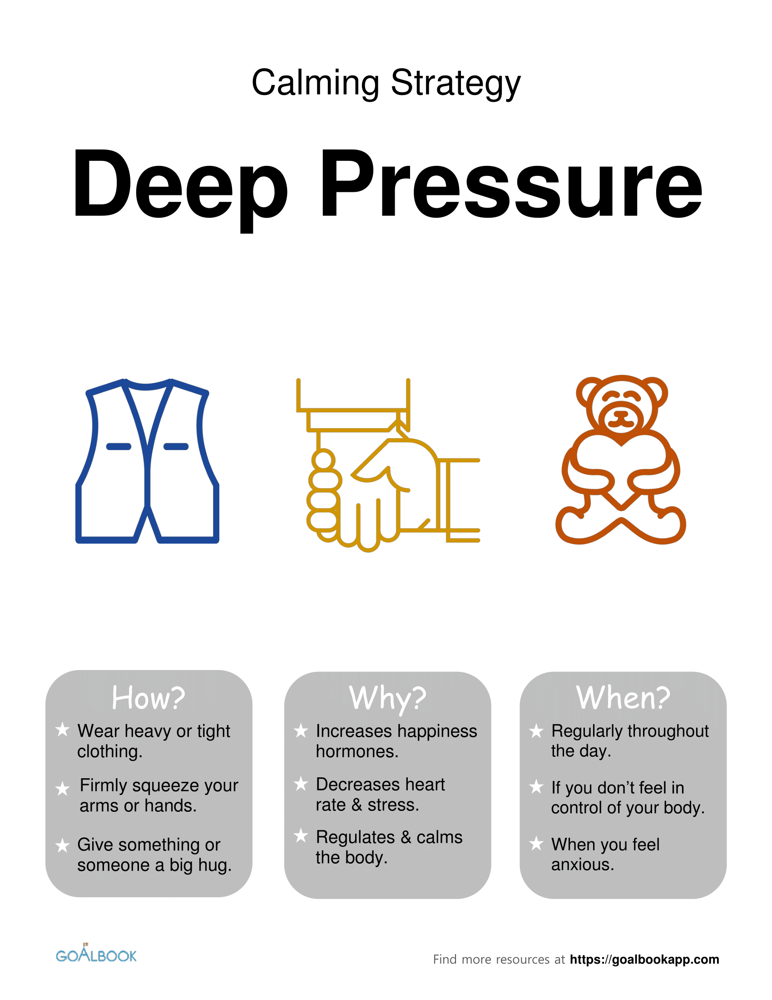 Calming Strategy
Deep Pressure
How?
Wear heavy or tight
clothing.
Firmly squeeze your
arms or hands.
Give something or
someone a big hug.
Why?
Increases happiness
hormones.
Decreases heart
rate & stress.
Regulates & calms
the body.
When?
Regularly throughout
the day.
If you don’t feel in
control of your body.
When you feel
anxious.
GOALBOOK
Find more resources at https://goalbookapp.com